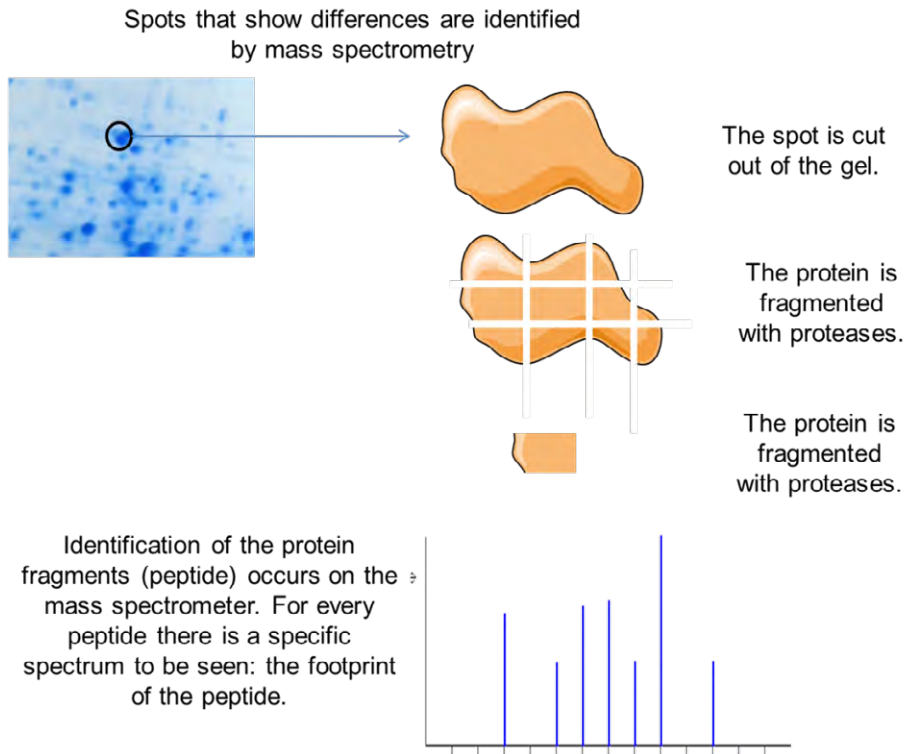 Spots that show differences are identified
by mass spectrometry
The spot is cut
out of the gel.
The protein is
fragmented
with proteases.
The protein is
fragmented
with proteases.
Identification of the protein
fragments (peptide) occurs on the
mass spectrometer. For every
peptide there is a specific
spectrum to be seen: the footprint
of the peptide.